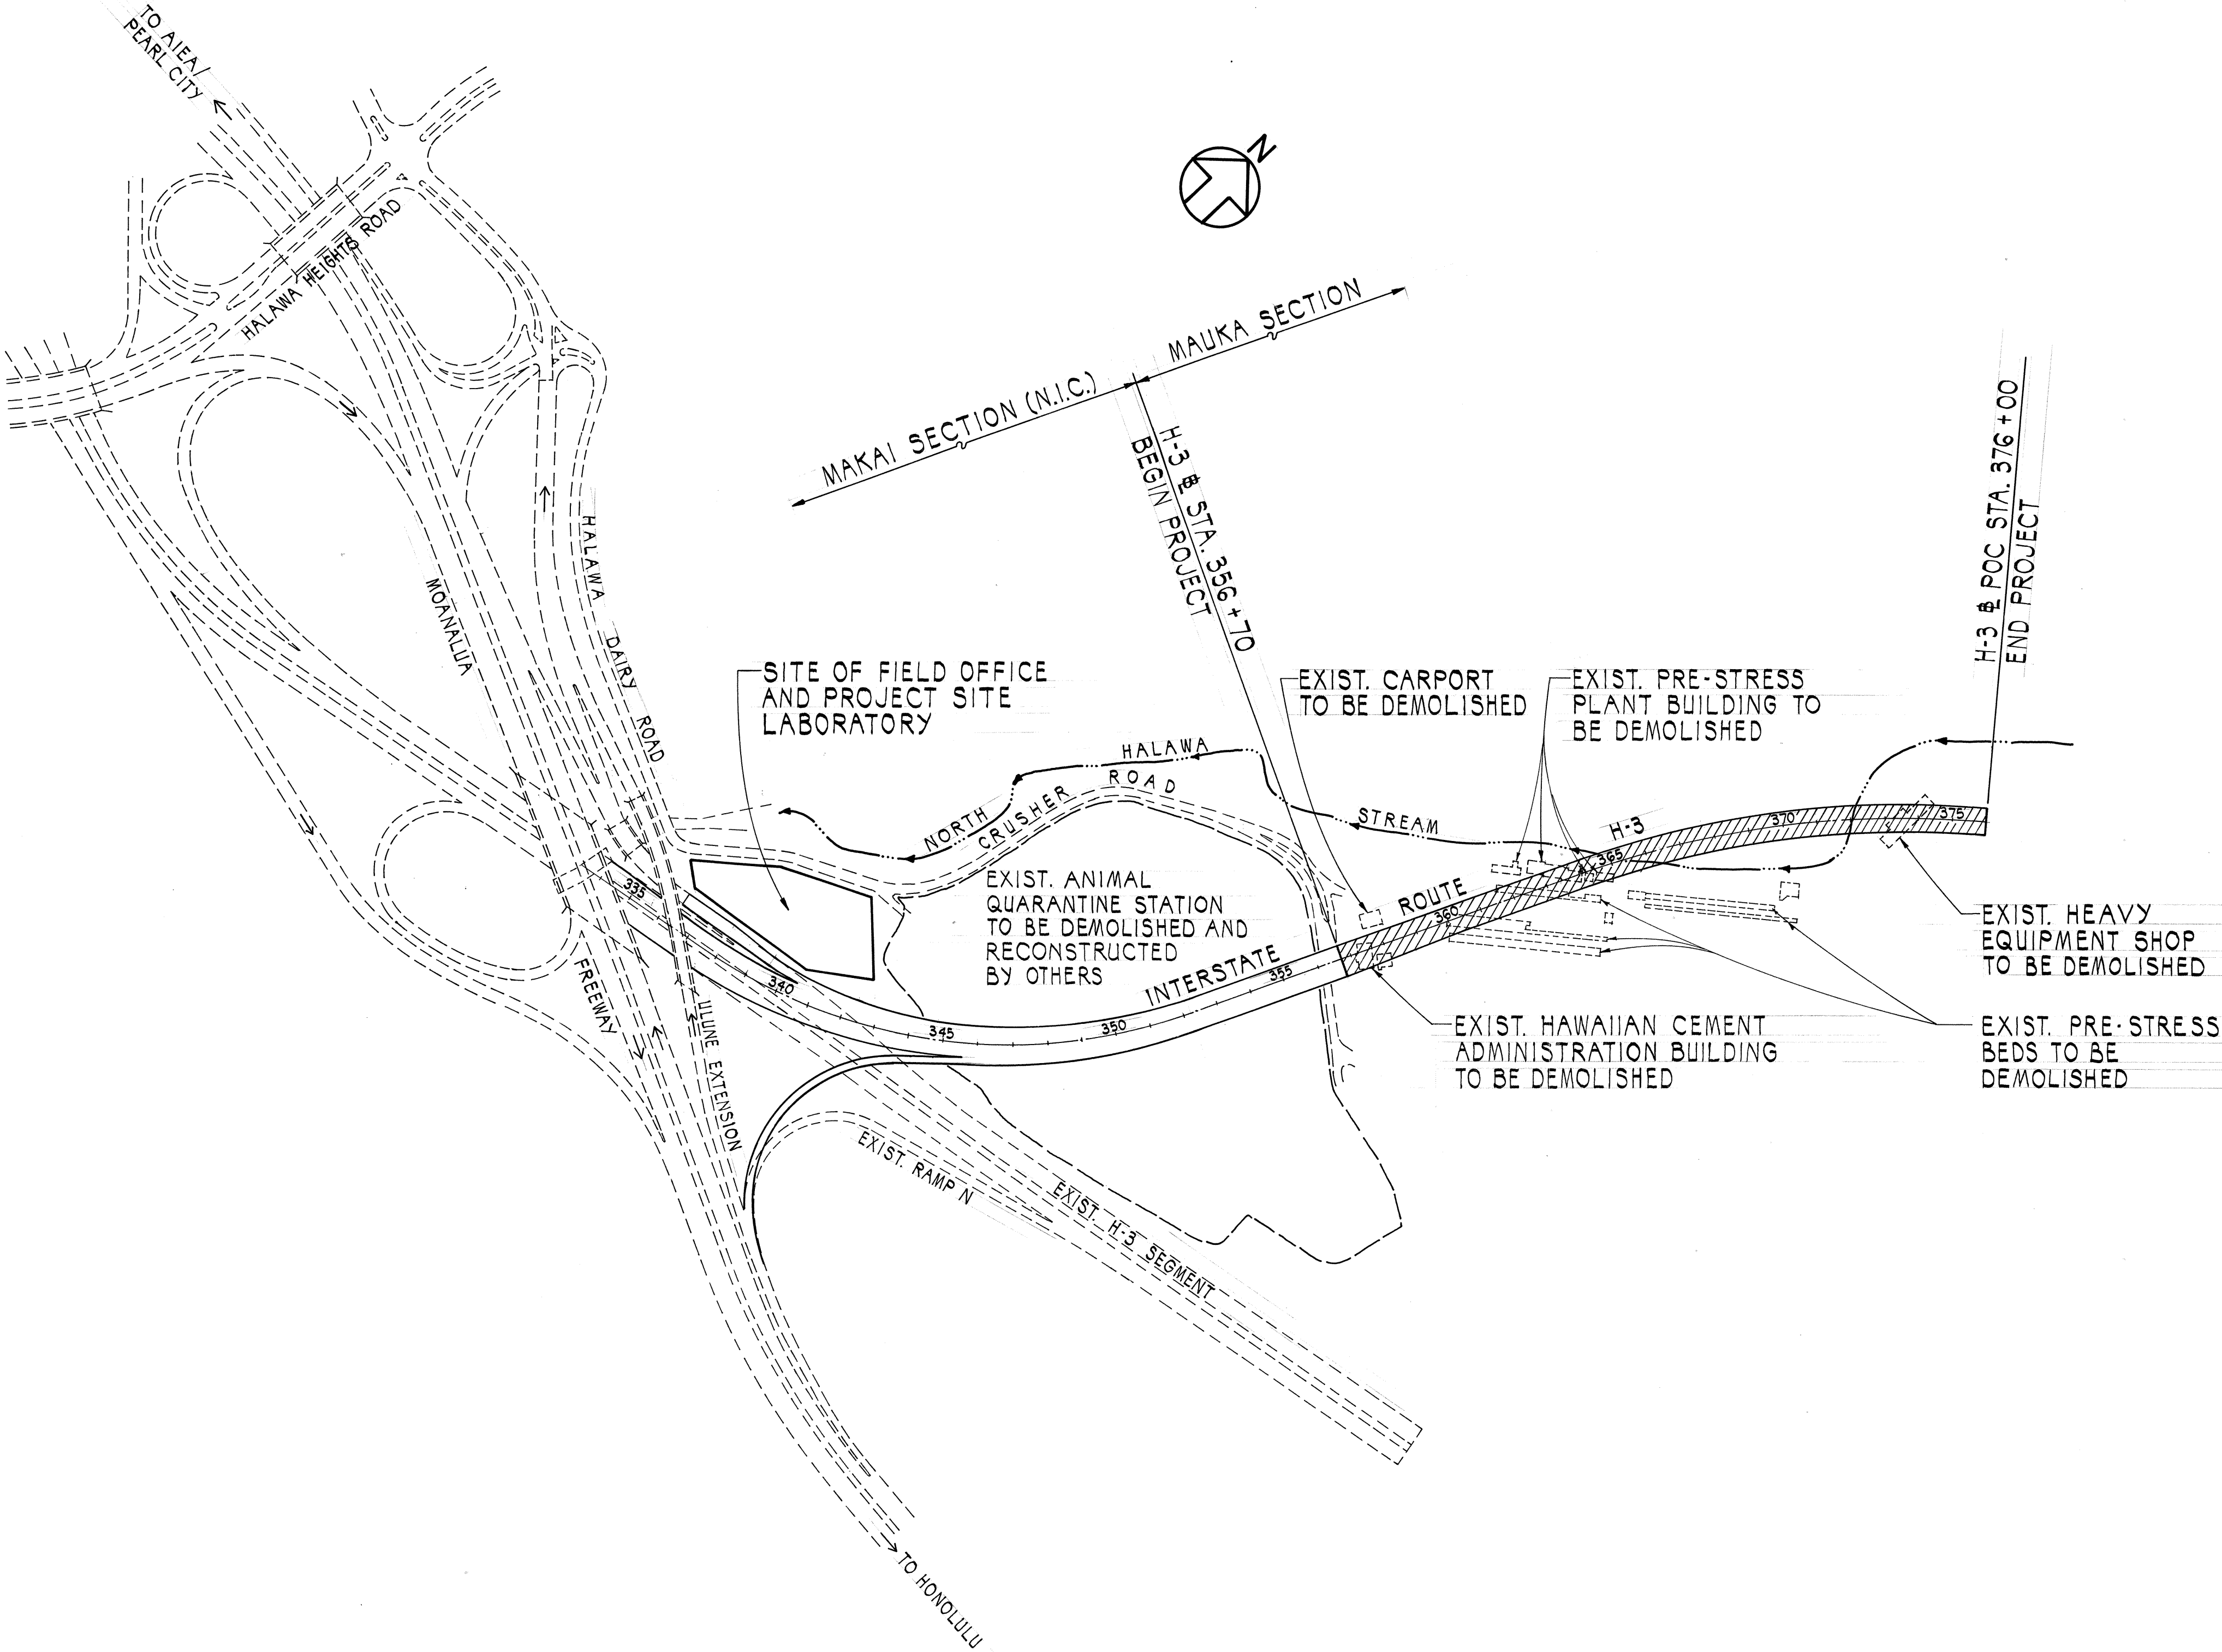 TO AIEA/
PEARL CITY
N
HALAWA HEIGHTS ROAD
MAUKA SECTION
MAKAI SECTION (N.I.C.)
H-3 ⅊ STA. 356+70
BEGIN PROJECT
H-3 ⅊ POC STA. 376+00
END PROJECT
MOANALUA
FREEWAY
HALAWA DAIRY ROAD
SITE OF FIELD OFFICE
AND PROJECT SITE
LABORATORY
EXIST. CARPORT
TO BE DEMOLISHED
EXIST. PRE-STRESS
PLANT BUILDING TO
BE DEMOLISHED
NORTH HALAWA STREAM
CRUSHER ROAD
EXIST. ANIMAL
QUARANTINE STATION
TO BE DEMOLISHED AND
RECONSTRUCTED
BY OTHERS
INTERSTATE ROUTE H-3
335
340
345
350
355
360
365
370
375
EXIST. HEAVY
EQUIPMENT SHOP
TO BE DEMOLISHED
EXIST. HAWAIIAN CEMENT
ADMINISTRATION BUILDING
TO BE DEMOLISHED
EXIST. PRE-STRESS
BEDS TO BE
DEMOLISHED
ULUNE EXTENSION
EXIST. RAMP N
EXIST. H-3 SEGMENT
TO HONOLULU